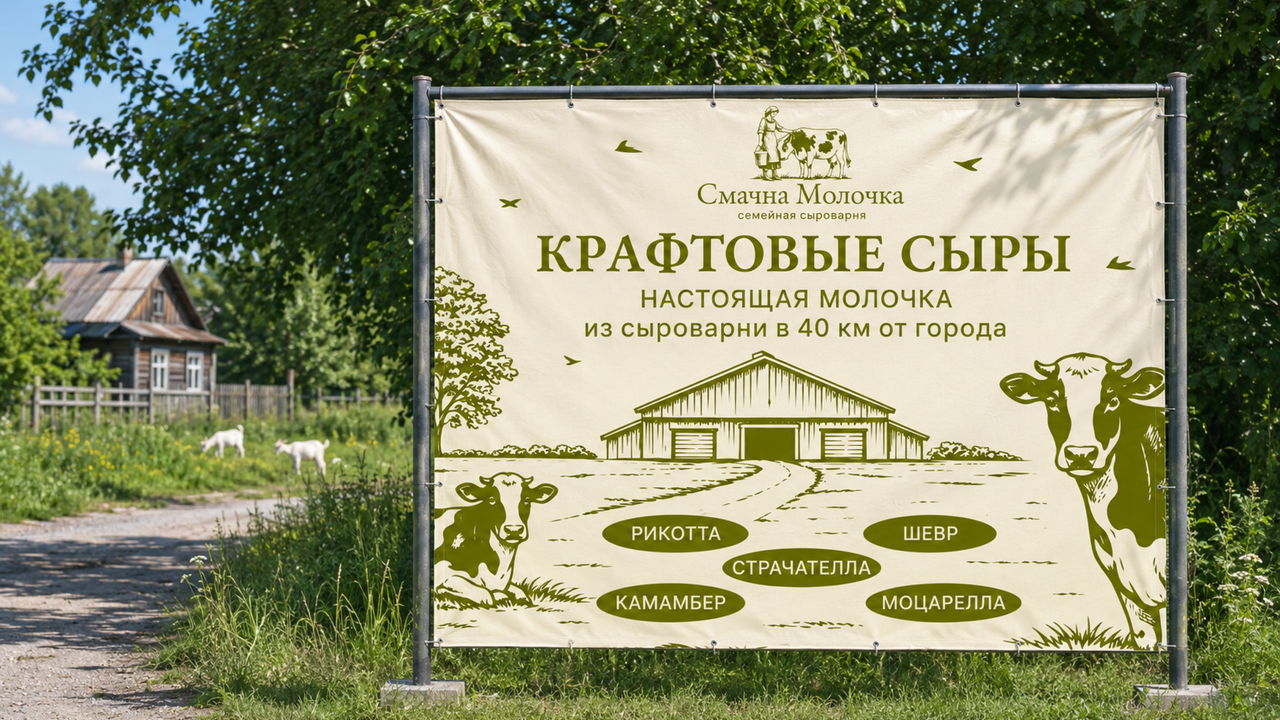 Смачна Молочка
семейная сыроварня
КРАФТОВЫЕ СЫРЫ
НАСТОЯЩАЯ МОЛОЧКА
из сыроварни в 40 км от города
РИКОТТА
ШЕВР
СТРАЧАТЕЛЛА
КАМАМБЕР
МОЦАРЕЛЛА